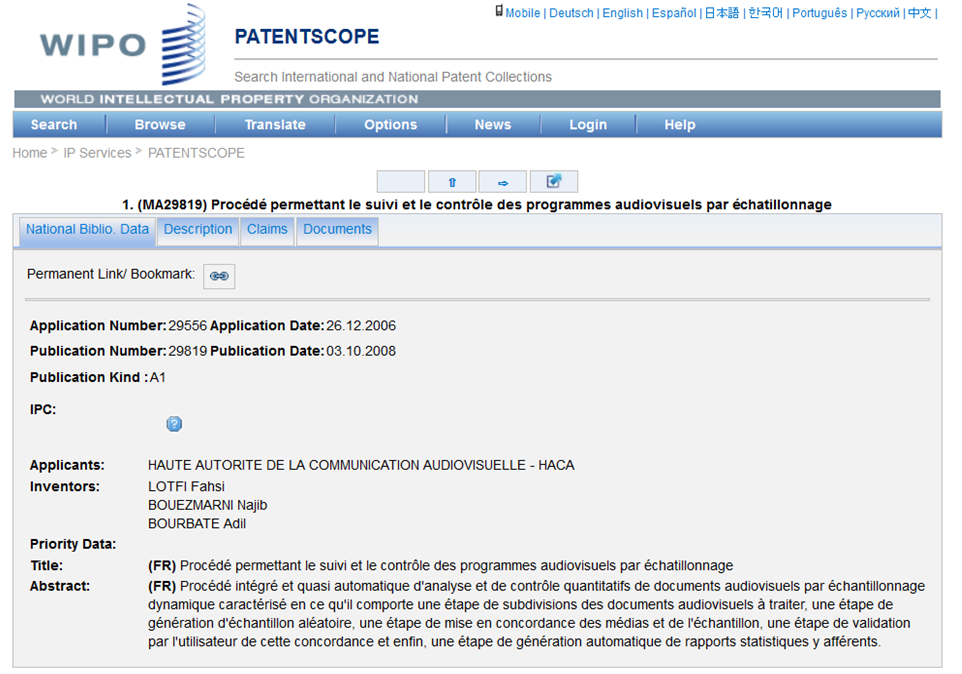 Mobile | Deutsch | English | Español | 日本語 | 한국어 | Português | Русский | 中文 |
WIPO
PATENTSCOPE
Search International and National Patent Collections
WORLD INTELLECTUAL PROPERTY ORGANIZATION
Search Browse Translate Options News Login Help
Home > IP Services > PATENTSCOPE
1. (MA29819) Procédé permettant le suivi et le contrôle des programmes audiovisuels par échatillonnage
National Biblio. Data Description Claims Documents
Permanent Link/ Bookmark:
Application Number:29556 Application Date:26.12.2006
Publication Number:29819 Publication Date:03.10.2008
Publication Kind :A1
IPC:
?
Applicants: HAUTE AUTORITE DE LA COMMUNICATION AUDIOVISUELLE - HACA
Inventors: LOTFI Fahsi
BOUEZMARNI Najib
BOURBATE Adil
Priority Data:
Title: (FR) Procédé permettant le suivi et le contrôle des programmes audiovisuels par échatillonnage
Abstract: (FR) Procédé intégré et quasi automatique d'analyse et de contrôle quantitatifs de documents audiovisuels par échantillonnage
dynamique caractérisé en ce qu'il comporte une étape de subdivisions des documents audiovisuels à traiter, une étape de
génération d'échantillon aléatoire, une étape de mise en concordance des médias et de l'échantillon, une étape de validation
par l'utilisateur de cette concordance et enfin, une étape de génération automatique de rapports statistiques y afférents.